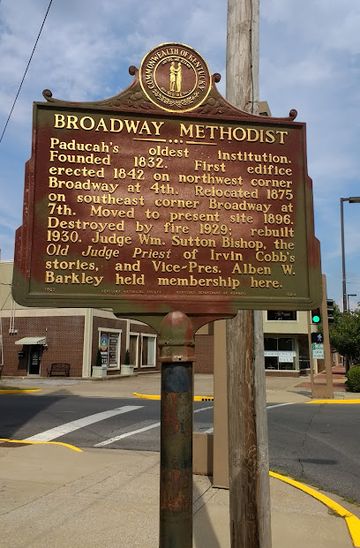 COMMONWEALTH OF KENTUCKY
BROADWAY METHODIST
Paducah's oldest institution.
Founded 1832. First edifice
erected 1842 on northwest corner
Broadway at 4th. Relocated 1875
on southeast corner Broadway at
7th. Moved to present site 1896.
Destroyed by fire 1929; rebuilt
1930. Judge Wm. Sutton Bishop, the
Old Judge Priest of Irvin Cobb's
stories, and Vice-Pres. Alben W.
Barkley held membership here.